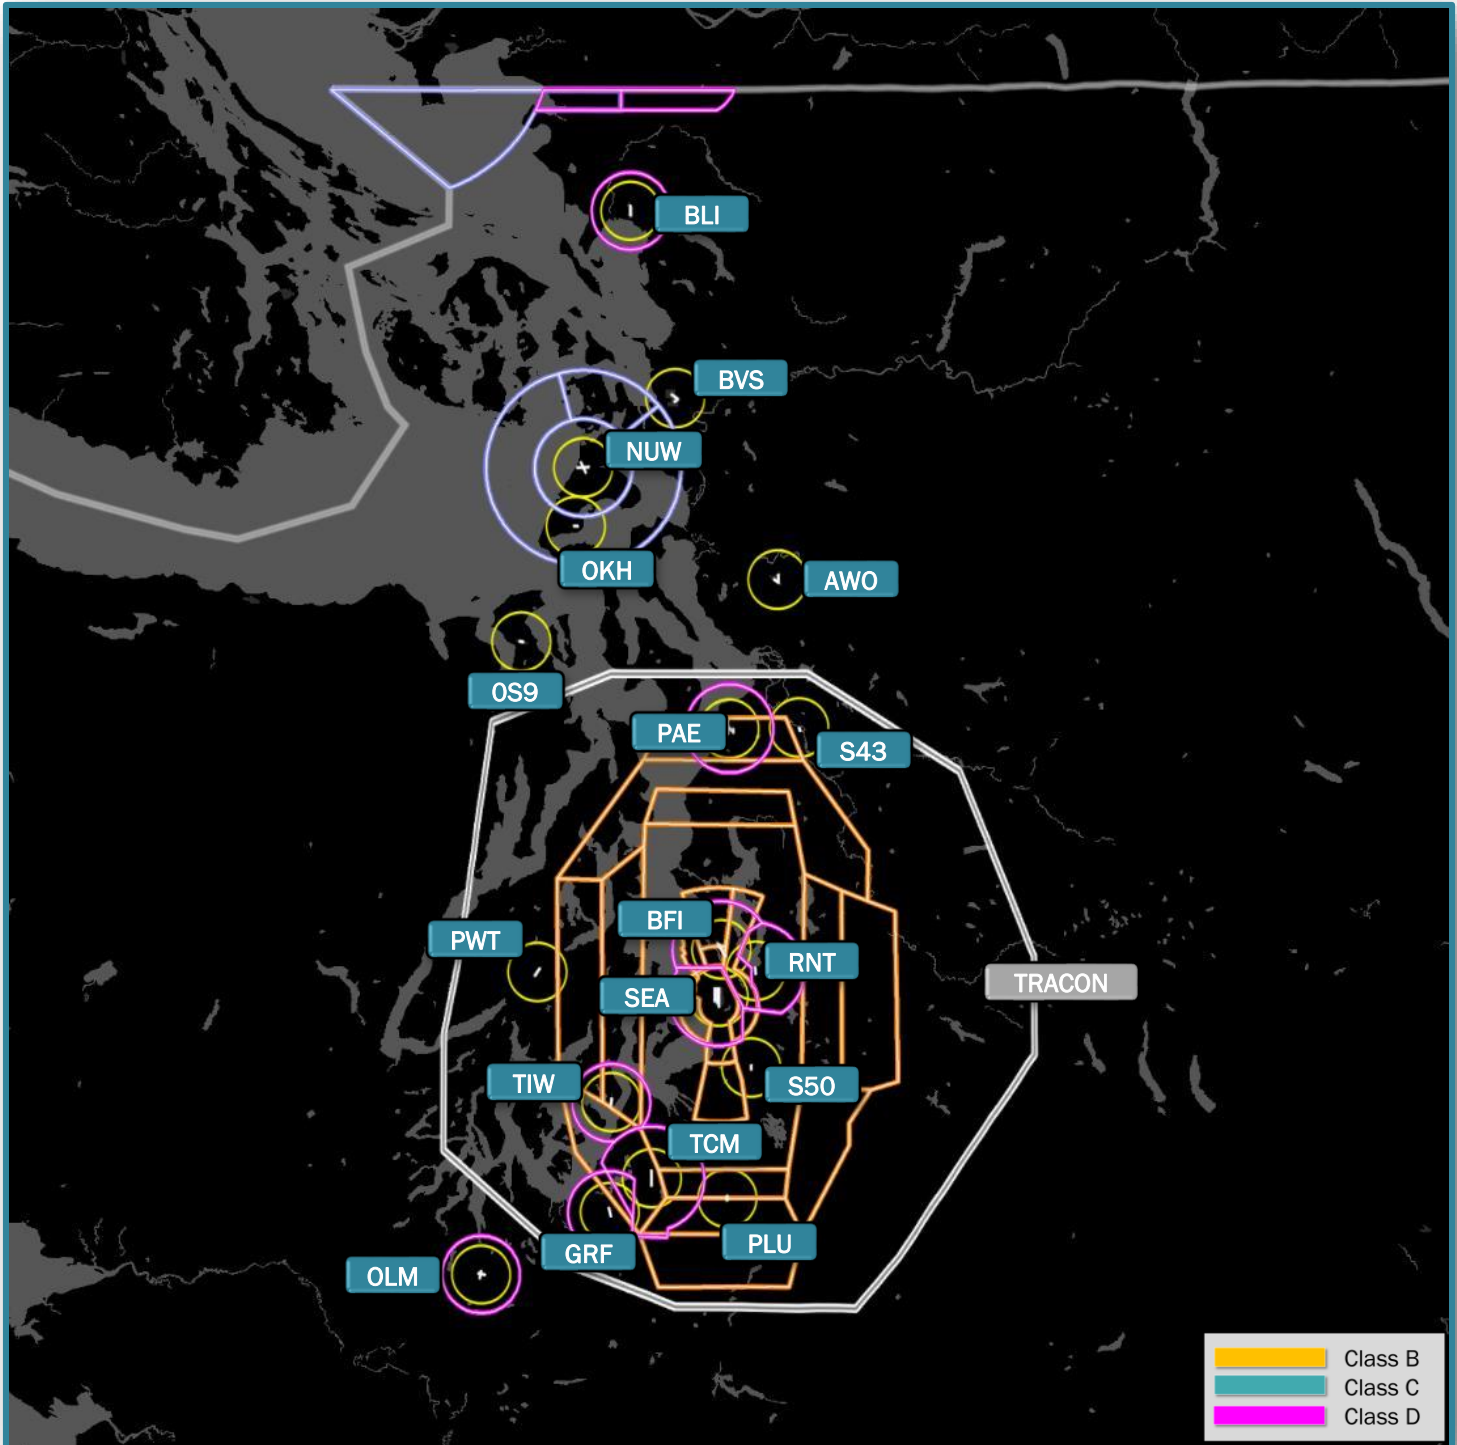 BLI
BVS
NUW
OKH
AWO
0S9
PAE
S43
BFI
PWT
RNT
SEA
TRACON
TIW
S50
TCM
PLU
GRF
OLM
Class B
Class C
Class D